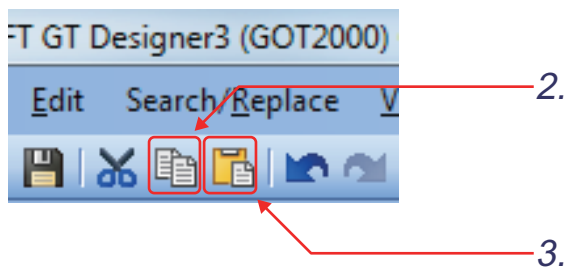 FT GT Designer3 (GOT2000)
Edit Search/Replace V
2.
3.